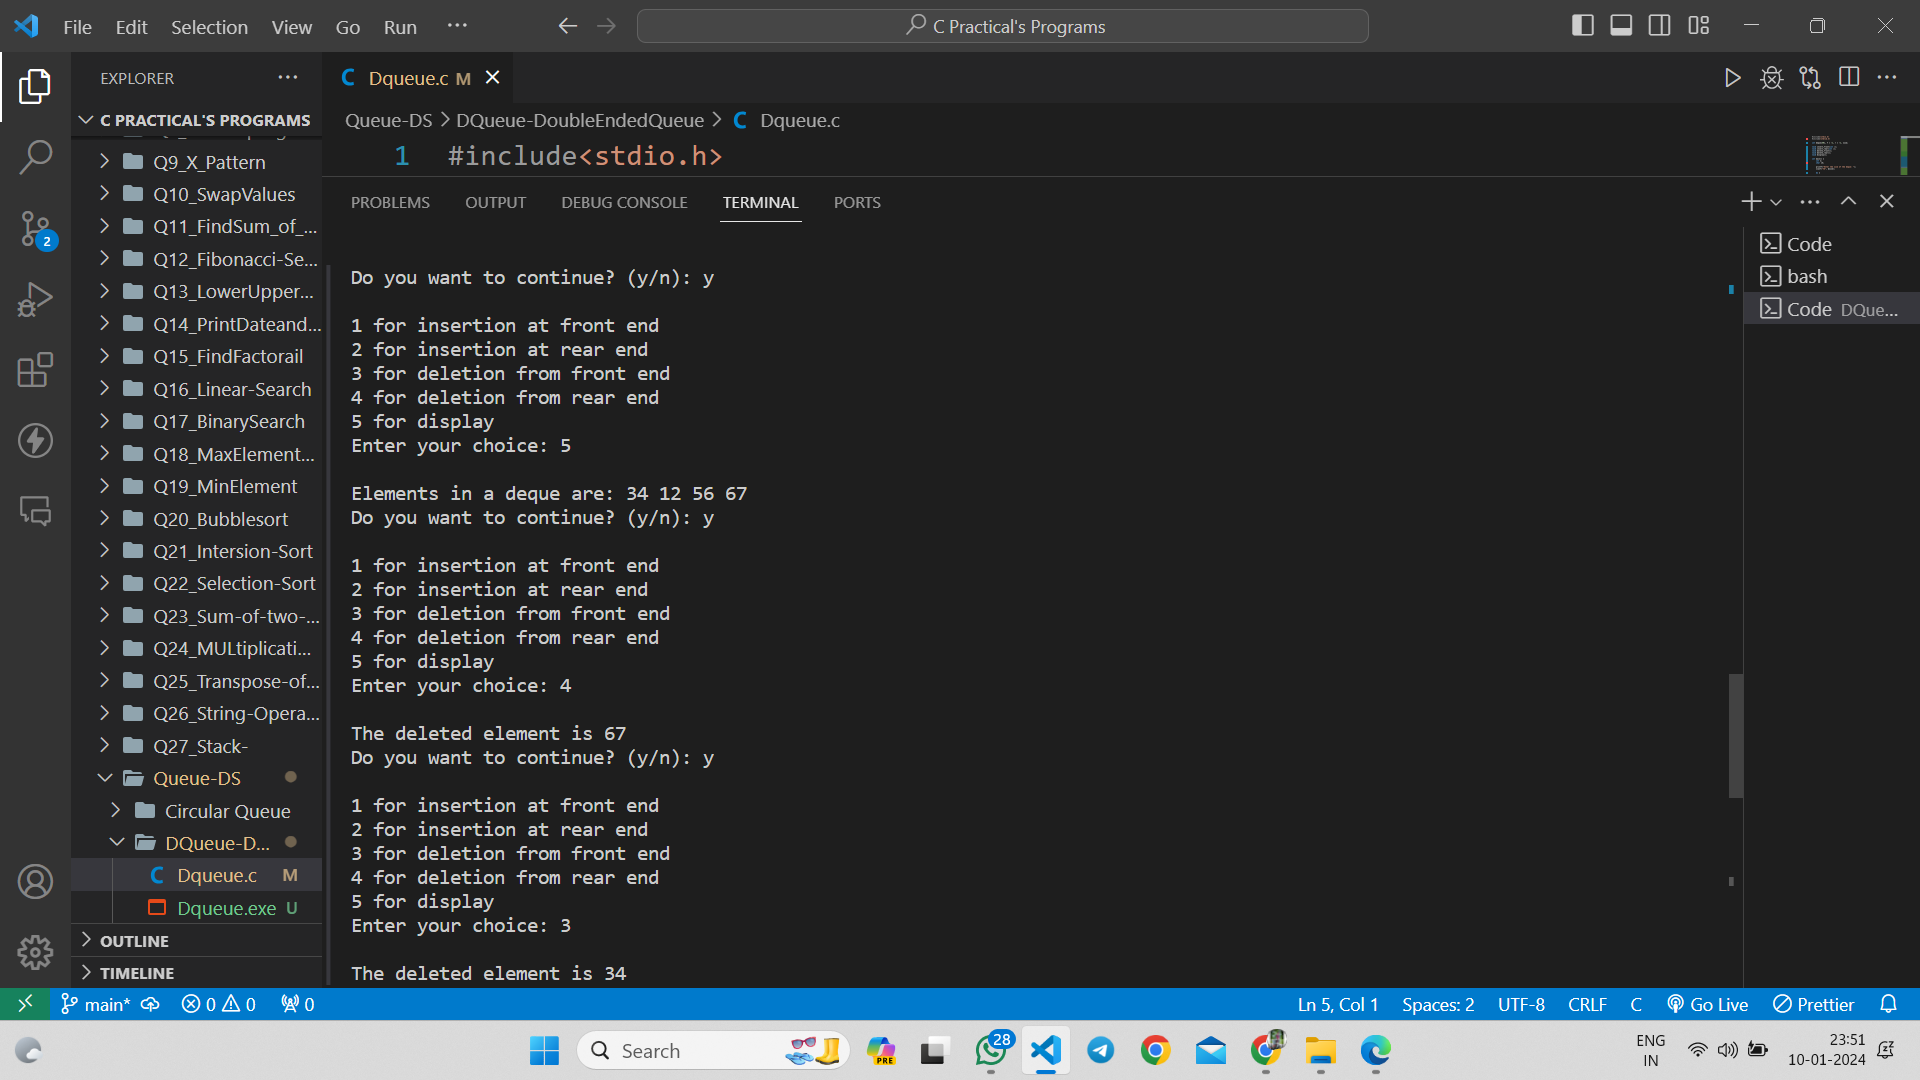 File Edit Selection View Go Run ···
C Practical's Programs
EXPLORER ···
Dqueue.c M
C PRACTICAL'S PROGRAMS
Queue-DS > DQueue-DoubleEndedQueue > C Dqueue.c
1 #include<stdio.h>
PROBLEMS OUTPUT DEBUG CONSOLE TERMINAL PORTS
Q9_X_Pattern
Q10_SwapValues
Q11_FindSum_of_...
Q12_Fibonacci-Se...
Q13_LowerUpper...
Q14_PrintDateand...
Q15_FindFactorail
Q16_Linear-Search
Q17_BinarySearch
Q18_MaxElement...
Q19_MinElement
Q20_Bubblesort
Q21_Intersion-Sort
Q22_Selection-Sort
Q23_Sum-of-two-...
Q24_MULtiplicati...
Q25_Transpose-of...
Q26_String-Opera...
Q27_Stack-
Queue-DS
Circular Queue
DQueue-D...
C Dqueue.c M
Dqueue.exe U
OUTLINE
TIMELINE
2
Do you want to continue? (y/n): y
1 for insertion at front end
2 for insertion at rear end
3 for deletion from front end
4 for deletion from rear end
5 for display
Enter your choice: 5
Elements in a deque are: 34 12 56 67
Do you want to continue? (y/n): y
1 for insertion at front end
2 for insertion at rear end
3 for deletion from front end
4 for deletion from rear end
5 for display
Enter your choice: 4
The deleted element is 67
Do you want to continue? (y/n): y
1 for insertion at front end
2 for insertion at rear end
3 for deletion from front end
4 for deletion from rear end
5 for display
Enter your choice: 3
The deleted element is 34
Code
bash
Code DQue...
main* 0 0 0
Ln 5, Col 1 Spaces: 2 UTF-8 CRLF C Go Live Prettier
Search
PRE
28
ENG
IN
23:51
10-01-2024